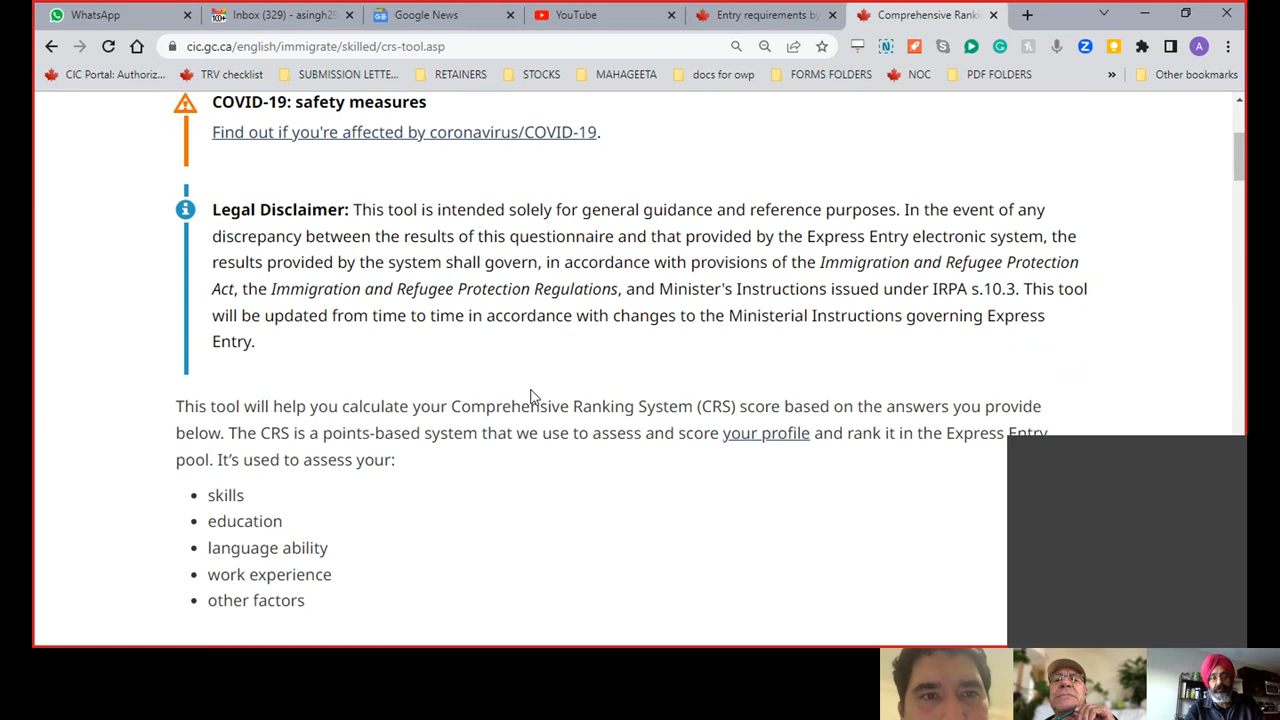 WhatsApp
Inbox (329) - asingh29
Google News
YouTube
Entry requirements by
Comprehensive Ranki
cic.gc.ca/english/immigrate/skilled/crs-tool.asp
CIC Portal: Authoriz...
TRV checklist
SUBMISSION LETTE...
RETAINERS
STOCKS
MAHAGEETA
docs for owp
FORMS FOLDERS
NOC
PDF FOLDERS
»
Other bookmarks
COVID-19: safety measures
Find out if you're affected by coronavirus/COVID-19.
Legal Disclaimer: This tool is intended solely for general guidance and reference purposes. In the event of any
discrepancy between the results of this questionnaire and that provided by the Express Entry electronic system, the
results provided by the system shall govern, in accordance with provisions of the Immigration and Refugee Protection
Act, the Immigration and Refugee Protection Regulations, and Minister's Instructions issued under IRPA s.10.3. This tool
will be updated from time to time in accordance with changes to the Ministerial Instructions governing Express
Entry.
This tool will help you calculate your Comprehensive Ranking System (CRS) score based on the answers you provide
below. The CRS is a points-based system that we use to assess and score your profile and rank it in the Express Entry
pool. It's used to assess your:
• skills
• education
• language ability
• work experience
• other factors